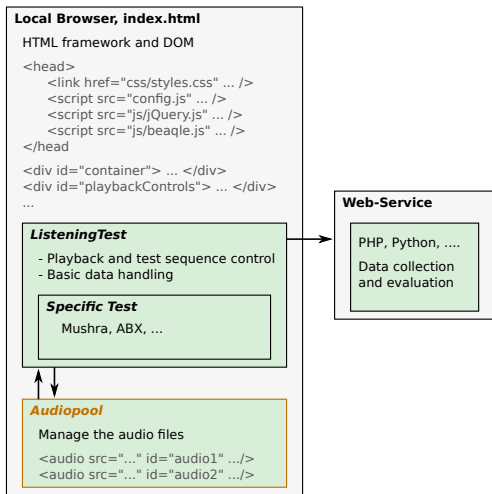 Local Browser, index.html
HTML framework and DOM
<head>
<link href="css/styles.css" ... />
<script src="config.js" ... />
<script src="js/jQuery.js" ... />
<script src="js/beaqle.js" ... />
</head
<div id="container"> ... </div>
<div id="playbackControls"> ... </div>
...
ListeningTest
- Playback and test sequence control
- Basic data handling
Specific Test
Mushra, ABX, ...
Audiopool
Manage the audio files
<audio src="..." id="audio1" .../>
<audio src="..." id="audio2" .../>
Web-Service
PHP, Python, ....
Data collection
and evaluation